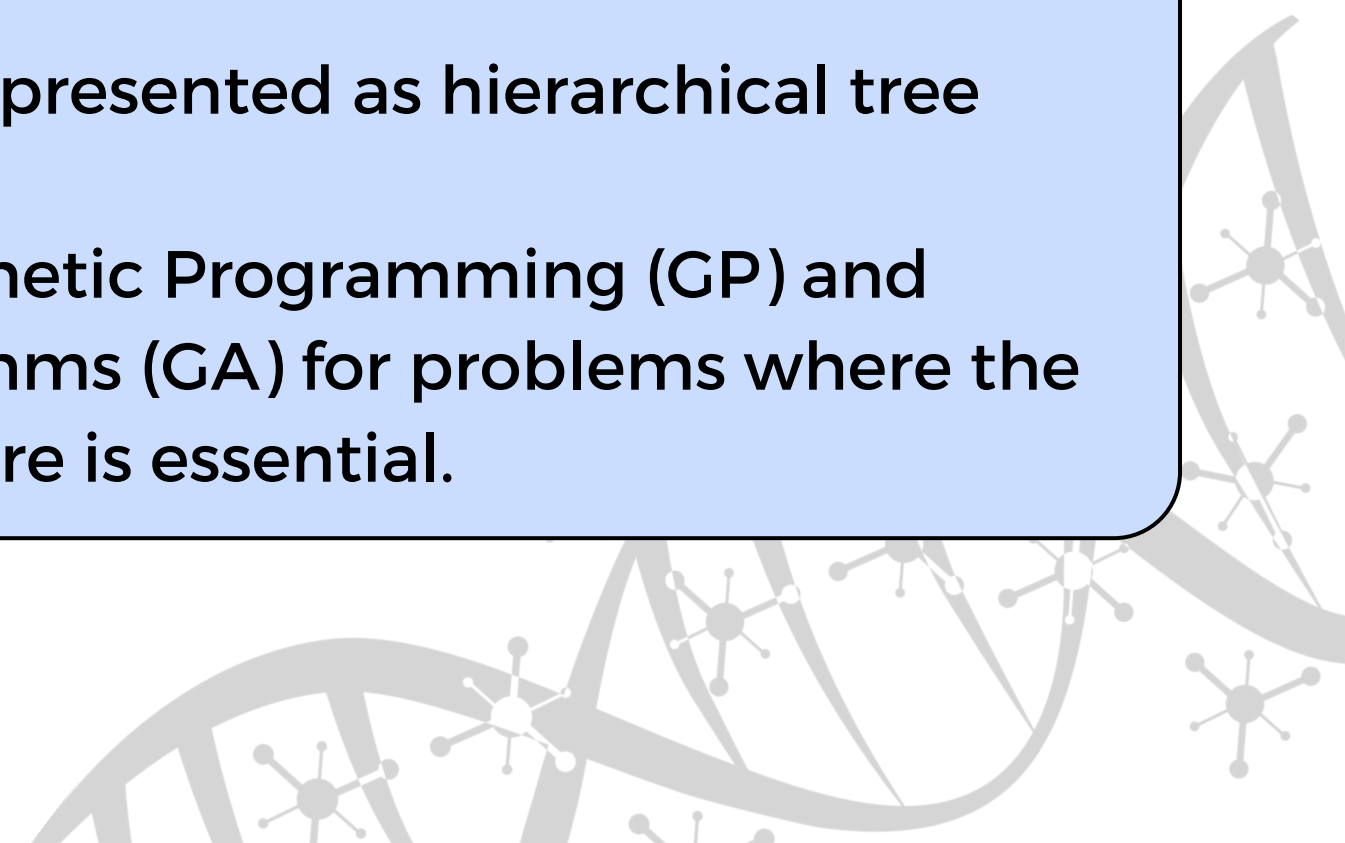 presented as hierarchical tree
netic Programming (GP) and
hms (GA) for problems where the
re is essential.